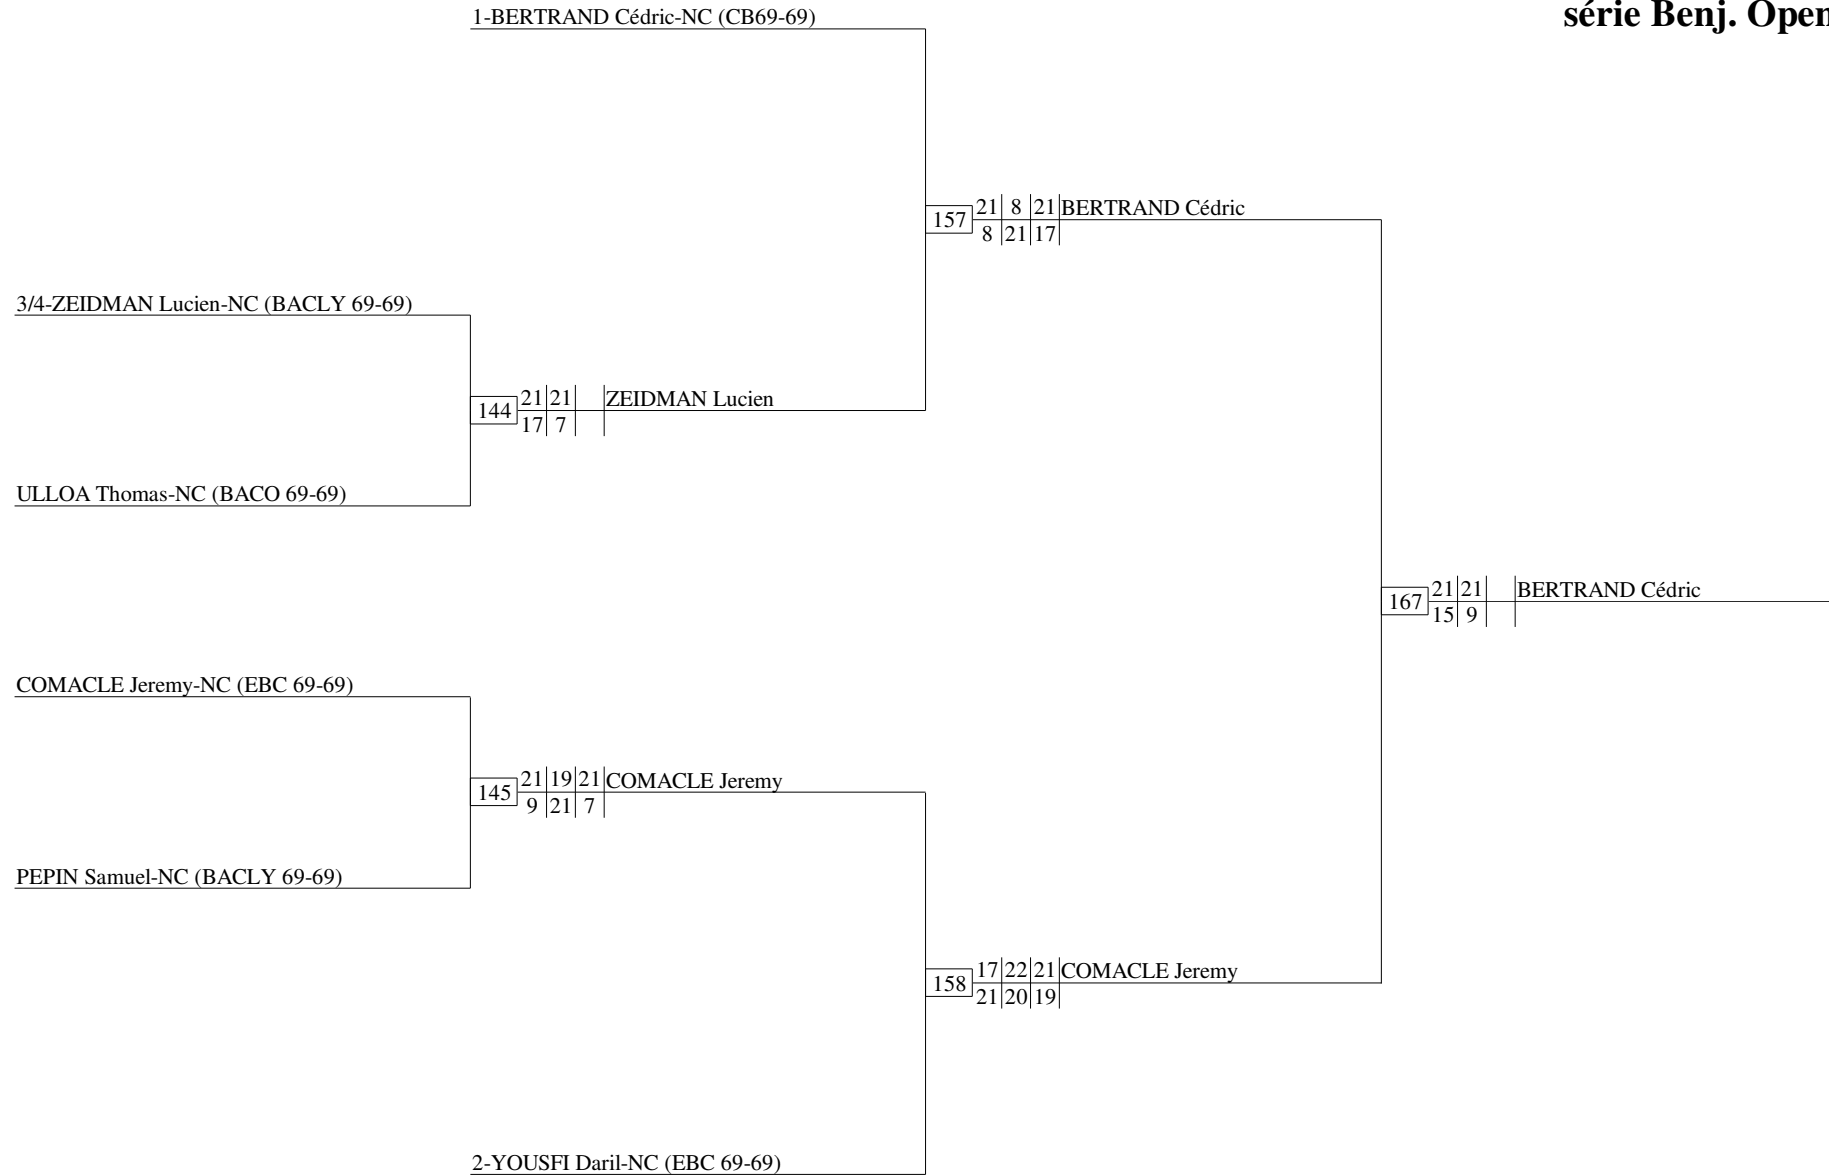 série Benj. Open
1-BERTRAND Cédric-NC (CB69-69)
21 8 21 BERTRAND Cédric
157
8 21 17
3/4-ZEIDMAN Lucien-NC (BACLY 69-69)
21 21 ZEIDMAN Lucien
144
17 7
ULLOA Thomas-NC (BACO 69-69)
21 21 BERTRAND Cédric
167
15 9
COMACLE Jeremy-NC (EBC 69-69)
21 19 21 COMACLE Jeremy
145
9 21 7
PEPIN Samuel-NC (BACLY 69-69)
17 22 21 COMACLE Jeremy
158
21 20 19
2-YOUSFI Daril-NC (EBC 69-69)